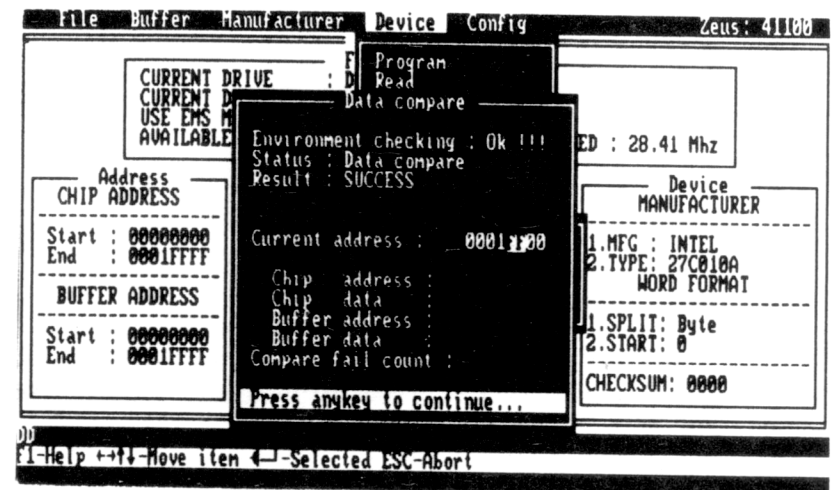 File Buffer Manufacturer Device Config Zeus: 41100
Program
Read
CURRENT DRIVE : D
CURRENT D
USE EMS M
AVAILABLE
ED : 28.41 Mhz
Data compare
Environment checking : Ok !!!
Status : Data compare
Result : SUCCESS
Current address : 0001FF00
Chip address :
Chip data :
Buffer address :
Buffer data :
Compare fail count :
Press anykey to continue...
Address
CHIP ADDRESS
Start : 00000000
End : 0001FFFF
BUFFER ADDRESS
Start : 00000000
End : 0001FFFF
Device
MANUFACTURER
1.MFG : INTEL
2.TYPE: 27C010A
WORD FORMAT
1.SPLIT: Byte
2.START: 0
CHECKSUM: 0000
DD
F1-Help ←→↑↓-Move item ←┘-Selected ESC-Abort